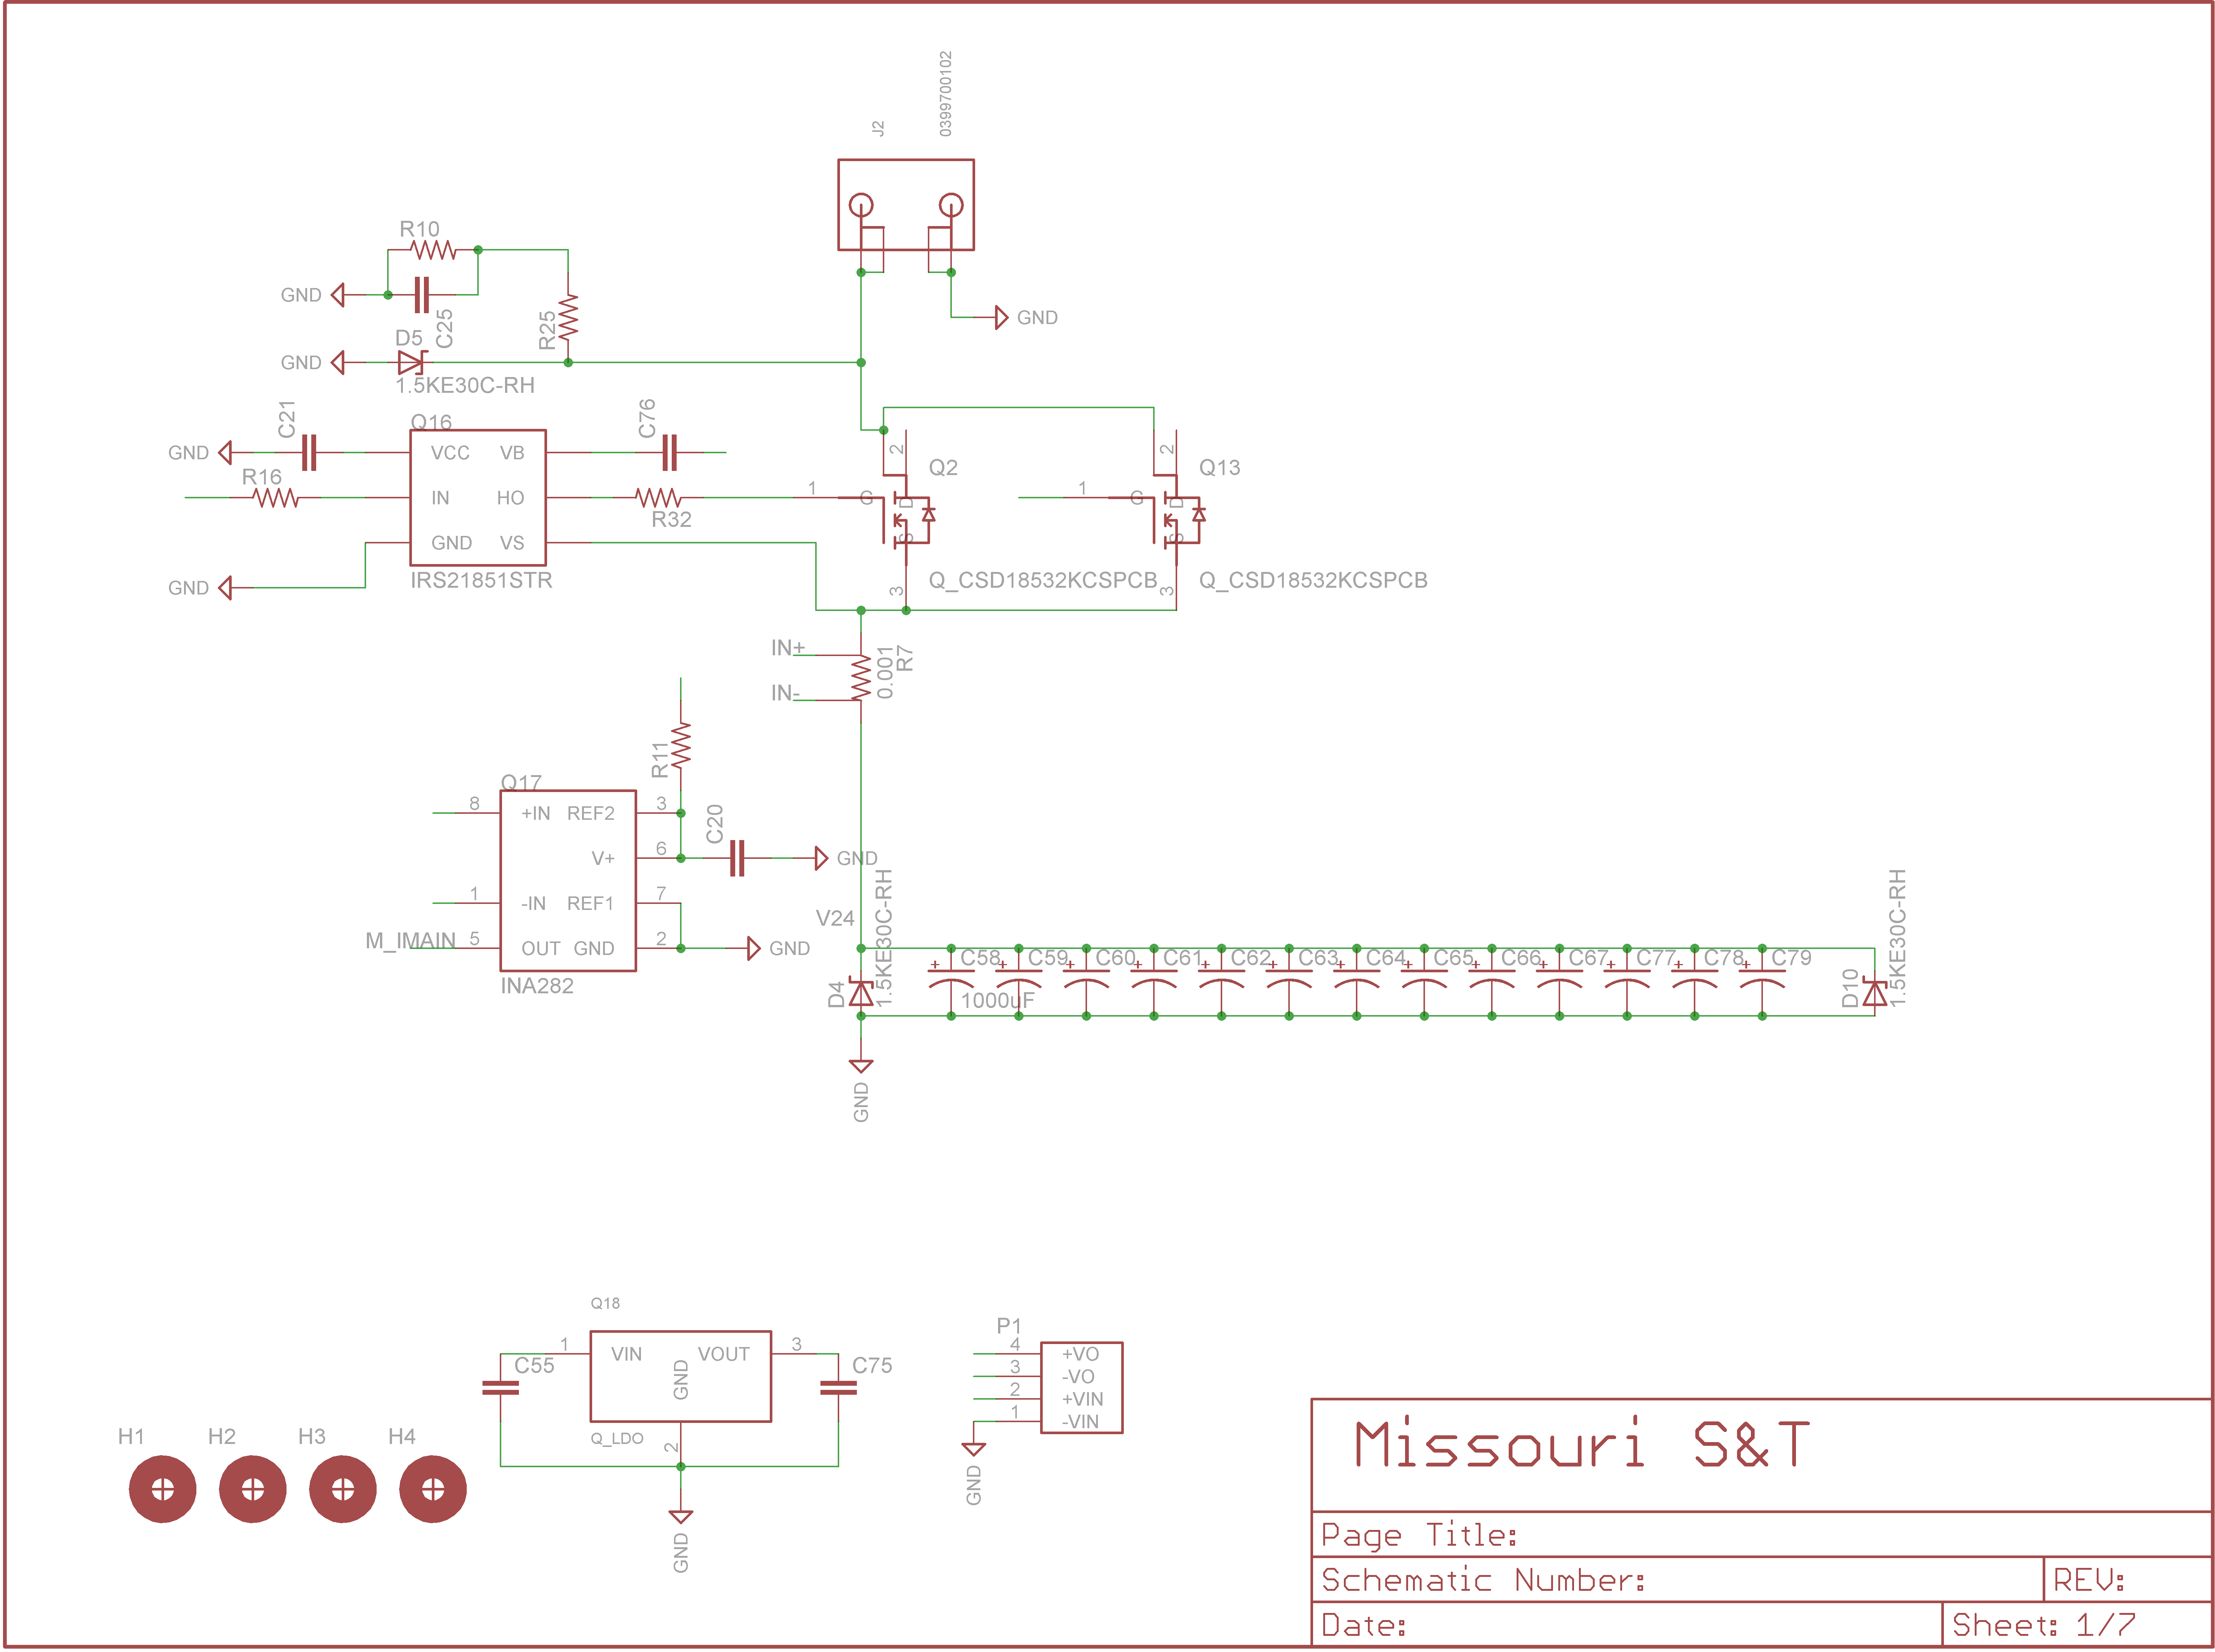 J2
0399700102
R10
GND
C25
R25
GND
D5
1.5KE30C-RH
GND
C21
Q16
C76
GND
VCC
VB
Q2
Q13
2
2
R16
IN
HO
1
G
D
1
G
D
R32
GND
VS
S
S
GND
IRS21851STR
3
Q_CSD18532KCSPCB
3
Q_CSD18532KCSPCB
IN+
IN-
0.001
R7
R11
Q17
8
+IN
REF2
3
C20
V+
6
GND
1
-IN
REF1
7
M_IMAIN
5
OUT
GND
2
GND
INA282
V24
D4
1.5KE30C-RH
+
C58
+
C59
+
C60
+
C61
+
C62
+
C63
+
C64
+
C65
+
C66
+
C67
+
C77
+
C78
+
C79
1000uF
D10
1.5KE30C-RH
GND
Q18
1
VIN
VOUT
3
GND
C55
C75
Q_LDO
2
GND
P1
4
+VO
3
-VO
2
+VIN
1
-VIN
GND
H1
H2
H3
H4
Missouri S&T
Page Title:
Schematic Number:
REV:
Date:
Sheet: 1/7